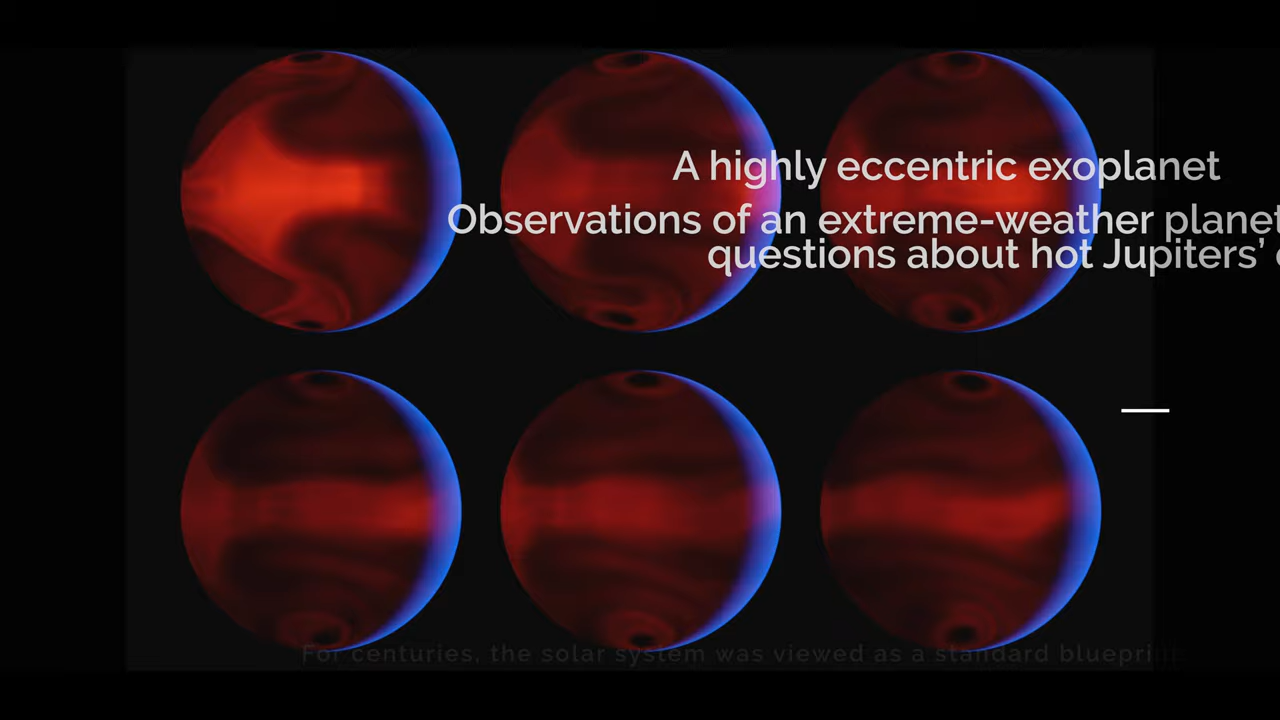 A highly eccentric exoplanet
Observations of an extreme-weather planet
questions about hot Jupiters’
For centuries, the solar system was viewed as a standard